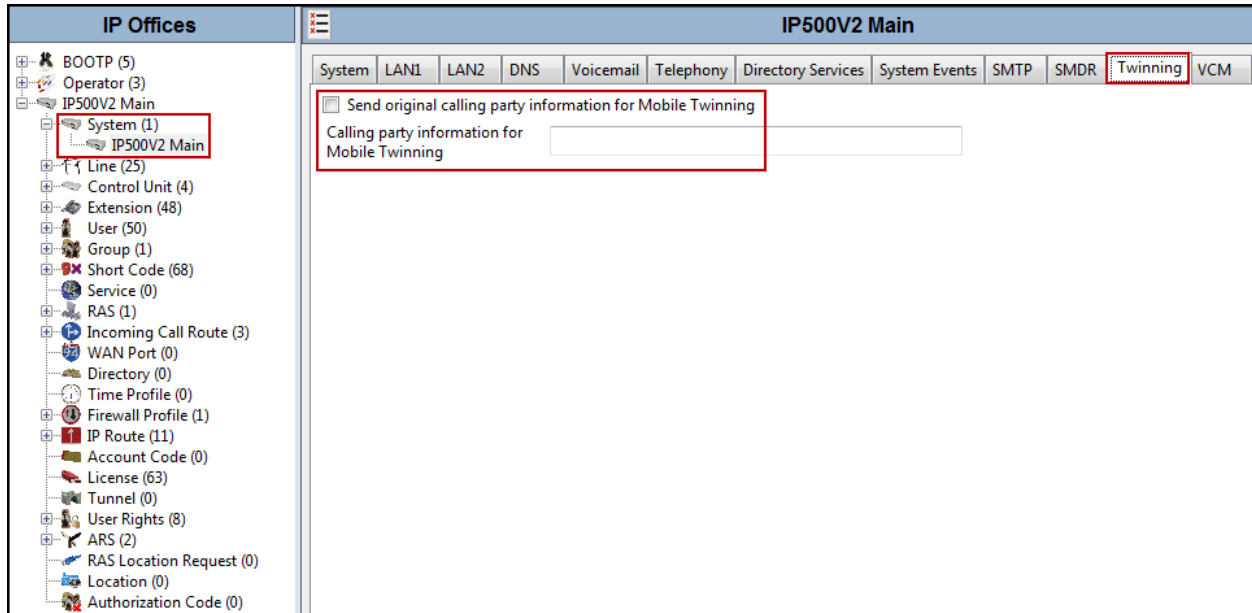 IP Offices
BOOTP (5)
Operator (3)
IP500V2 Main
System (1)
IP500V2 Main
Line (25)
Control Unit (4)
Extension (48)
User (50)
Group (1)
Short Code (68)
Service (0)
RAS (1)
Incoming Call Route (3)
WAN Port (0)
Directory (0)
Time Profile (0)
Firewall Profile (1)
IP Route (11)
Account Code (0)
License (63)
Tunnel (0)
User Rights (8)
ARS (2)
RAS Location Request (0)
Location (0)
Authorization Code (0)
IP500V2 Main
System LAN1 LAN2 DNS Voicemail Telephony Directory Services System Events SMTP SMDR Twinning VCM
Send original calling party information for Mobile Twinning
Calling party information for
Mobile Twinning